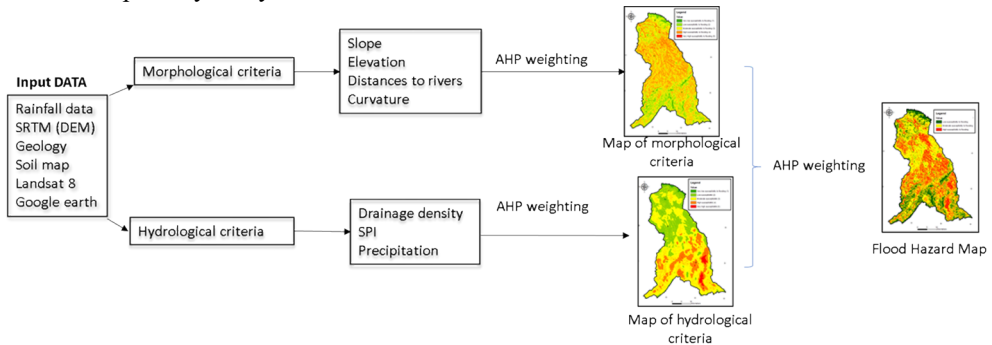 Input DATA
Rainfall data
SRTM (DEM)
Geology
Soil map
Landsat 8
Google earth
Morphological criteria
Slope
Elevation
Distances to rivers
Curvature
AHP weighting
Map of morphological
criteria
Hydrological criteria
Drainage density
SPI
Precipitation
AHP weighting
Map of hydrological
criteria
AHP weighting
Flood Hazard Map